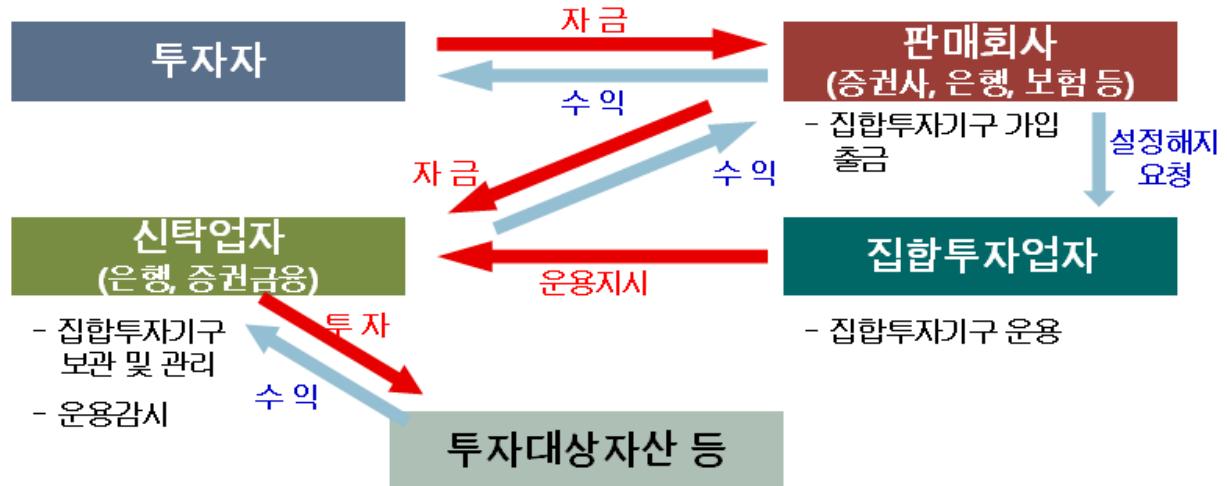 자 금
투자자
판매회사
(증권사, 은행, 보험 등)
수 익
- 집합투자기구 가입
출금
설정해지
요청
자 금
수 익
신탁업자
(은행, 증권금융)
집합투자업자
운용지시
- 집합투자기구
보관 및 관리
- 운용감시
투 자
수 익
- 집합투자기구 운용
투자대상자산 등